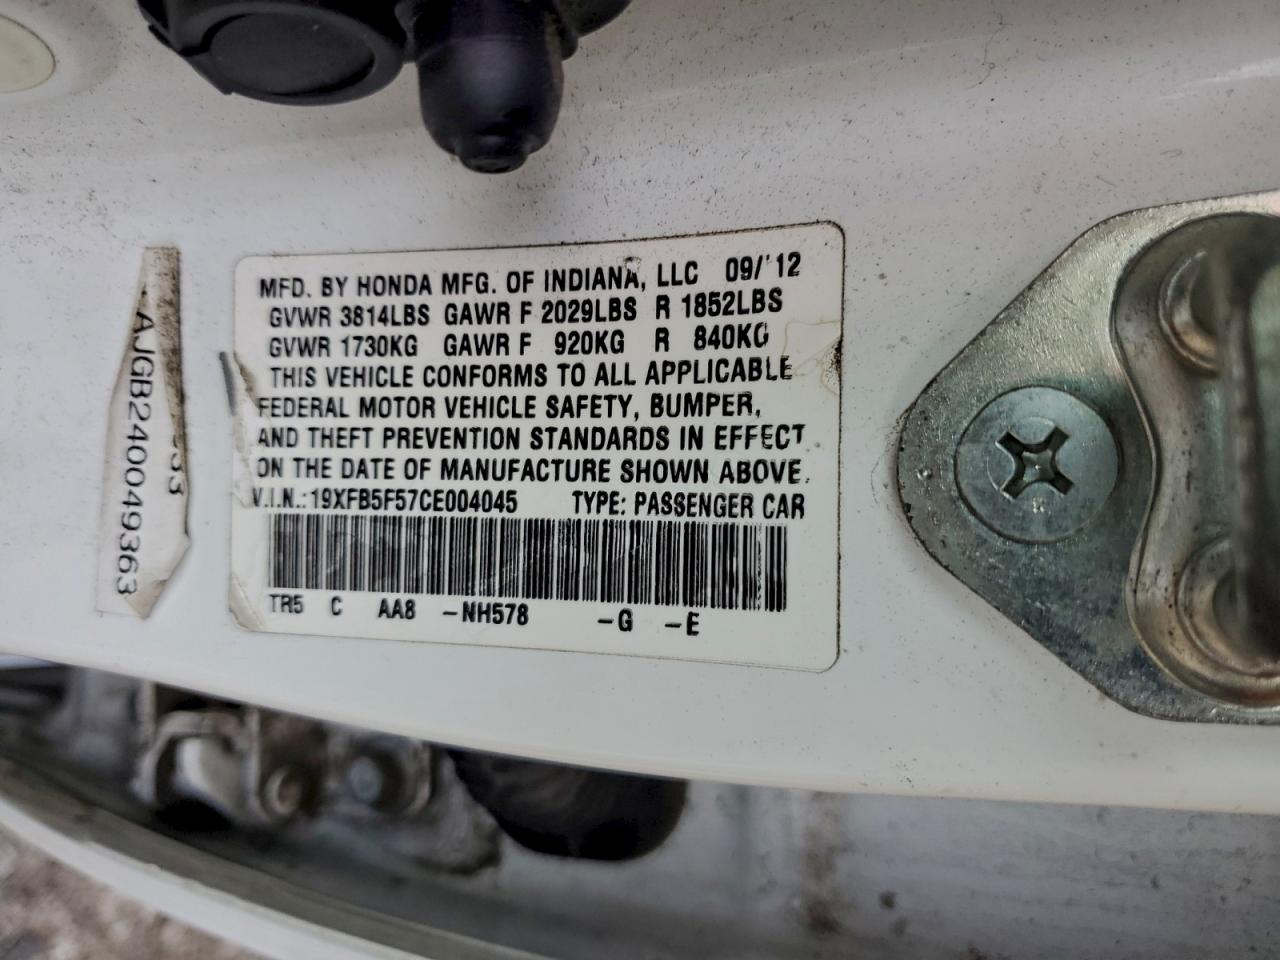 MFD. BY HONDA MFG. OF INDIANA, LLC 09/'12
GVWR 3814LBS GAWR F 2029LBS R 1852LBS
GVWR 1730KG GAWR F 920KG R 840KG
THIS VEHICLE CONFORMS TO ALL APPLICABLE
FEDERAL MOTOR VEHICLE SAFETY, BUMPER,
AND THEFT PREVENTION STANDARDS IN EFFECT
ON THE DATE OF MANUFACTURE SHOWN ABOVE.
V.I.N.: 19XFB5F57CE004045 TYPE: PASSENGER CAR
TR5 C AA8 -NH578 -G -E
AJGB240049363